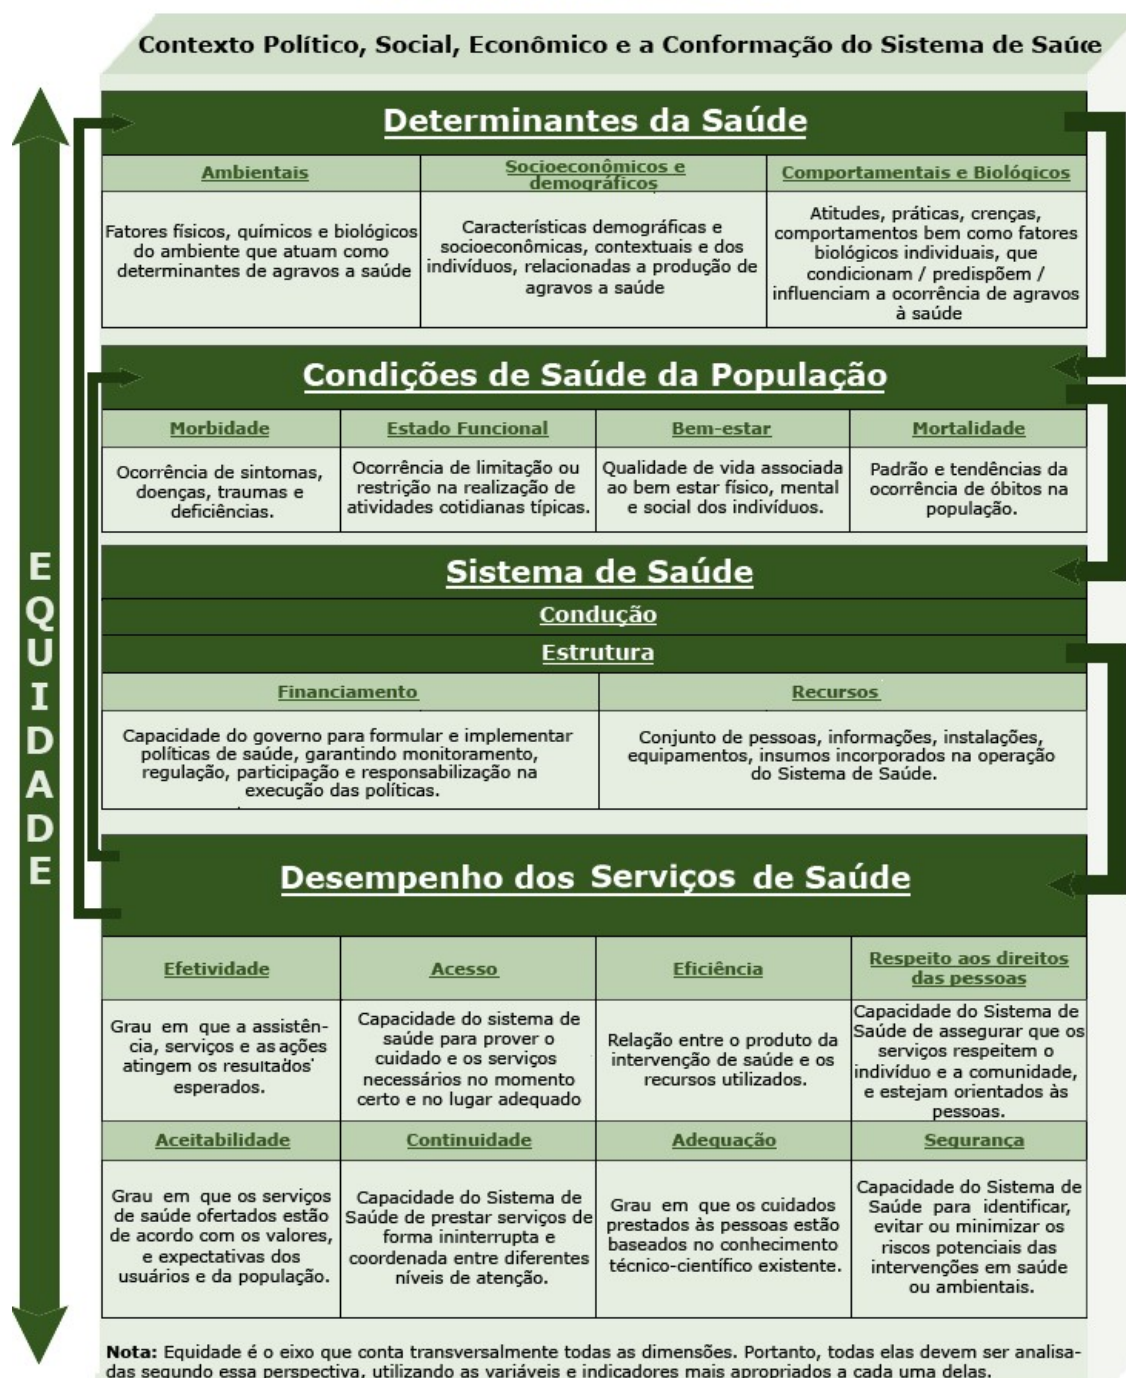 Contexto Político, Social, Econômico e a Conformação do Sistema de Saúde
Determinantes da Saúde
Ambientais
Fatores físicos, químicos e biológicos
do ambiente que atuam como
determinantes de agravos a saúde
Socioeconômicos e
demográficos
Características demográficas e
socioeconômicas, contextuais e dos
indivíduos, relacionadas a produção de
agravos a saúde
Comportamentais e Biológicos
Atitudes, práticas, crenças,
comportamentos bem como fatores
biológicos individuais, que
condicionam / predispõem /
influenciam a ocorrência de agravos
à saúde
Condições de Saúde da População
Morbidade
Ocorrência de sintomas,
doenças, traumas e
deficiências.
Estado Funcional
Ocorrência de limitação ou
restrição na realização de
atividades cotidianas típicas.
Bem-estar
Qualidade de vida associada
ao bem estar físico, mental
e social dos indivíduos.
Mortalidade
Padrão e tendências da
ocorrência de óbitos na
população.
EQUIDADE
Sistema de Saúde
Condução
Estrutura
Financiamento
Capacidade do governo para formular e implementar
políticas de saúde, garantindo monitoramento,
regulação, participação e responsabilização na
execução das políticas.
Recursos
Conjunto de pessoas, informações, instalações,
equipamentos, insumos incorporados na operação
do Sistema de Saúde.
Desempenho dos Serviços de Saúde
Efetividade
Grau em que a assistên-
cia, serviços e as ações
atingem os resultados
esperados.
Acesso
Capacidade do sistema de
saúde para prover o
cuidado e os serviços
necessários no momento
certo e no lugar adequado
Eficiência
Relação entre o produto da
intervenção de saúde e os
recursos utilizados.
Respeito aos direitos
das pessoas
Capacidade do Sistema de
Saúde de assegurar que os
serviços respeitem o
indivíduo e a comunidade,
e estejam orientados às
pessoas.
Aceitabilidade
Grau em que os serviços
de saúde ofertados estão
de acordo com os valores,
e expectativas dos
usuários e da população.
Continuidade
Capacidade do Sistema de
Saúde de prestar serviços de
forma ininterrupta e
coordenada entre diferentes
níveis de atenção.
Adequação
Grau em que os cuidados
prestados às pessoas estão
baseados no conhecimento
técnico-científico existente.
Segurança
Capacidade do Sistema de
Saúde para identificar,
evitar ou minimizar os
riscos potenciais das
intervenções em saúde
ou ambientais.
Nota: Equidade é o eixo que conta transversalmente todas as dimensões. Portanto, todas elas devem ser analisa-
das segundo essa perspectiva, utilizando as variáveis e indicadores mais apropriados a cada uma delas.